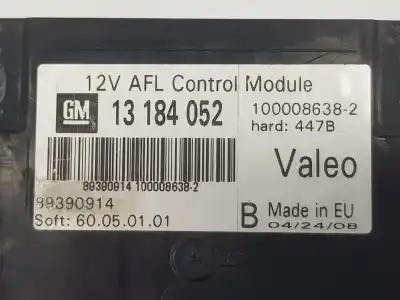 12V AFL Control Module
GM 13 184 052
100008638-2
hard: 447B
89390914 100008638-2
Valeo
89390914
Soft: 60.05.01.01
B Made in EU
04/24/08